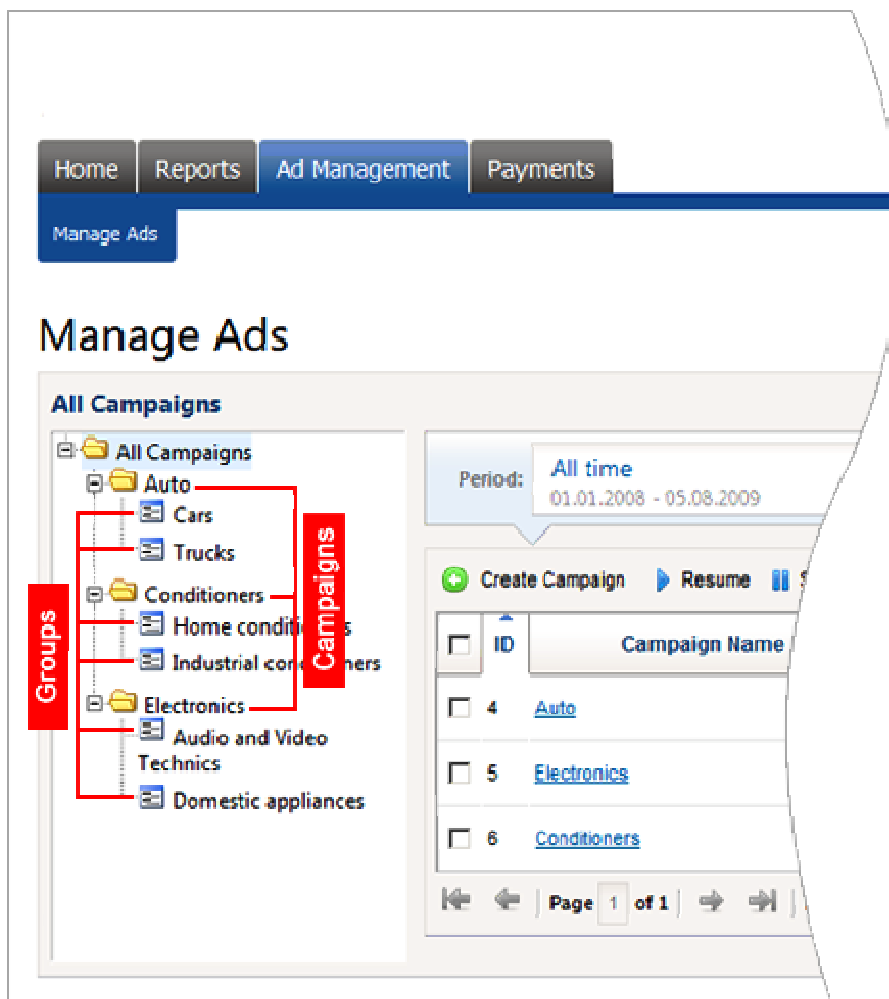 Home Reports Ad Management Payments
Manage Ads
Manage Ads
All Campaigns
All Campaigns
Auto
Cars
Trucks
Conditioners
Home
Industrial
Electronics
Audio and Video
Technics
Domestic appliances
Groups
Campaigns
Period: All time
01.01.2008 - 05.08.2009
Create Campaign Resume
ID Campaign Name
4 Auto
5 Electronics
6 Conditioners
Page 1 of 1